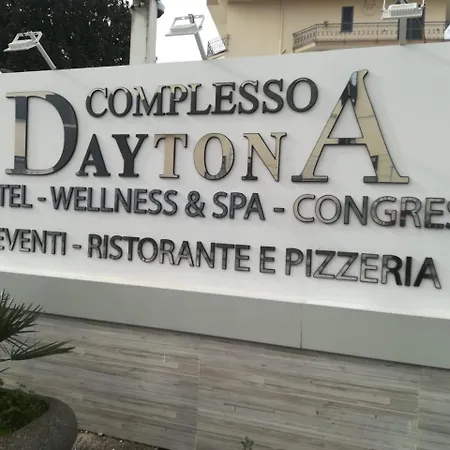 COMPLESSO
DAYTONA
TEL - WELLNESS & SPA - CONGRES
EVENTI - RISTORANTE E PIZZERIA